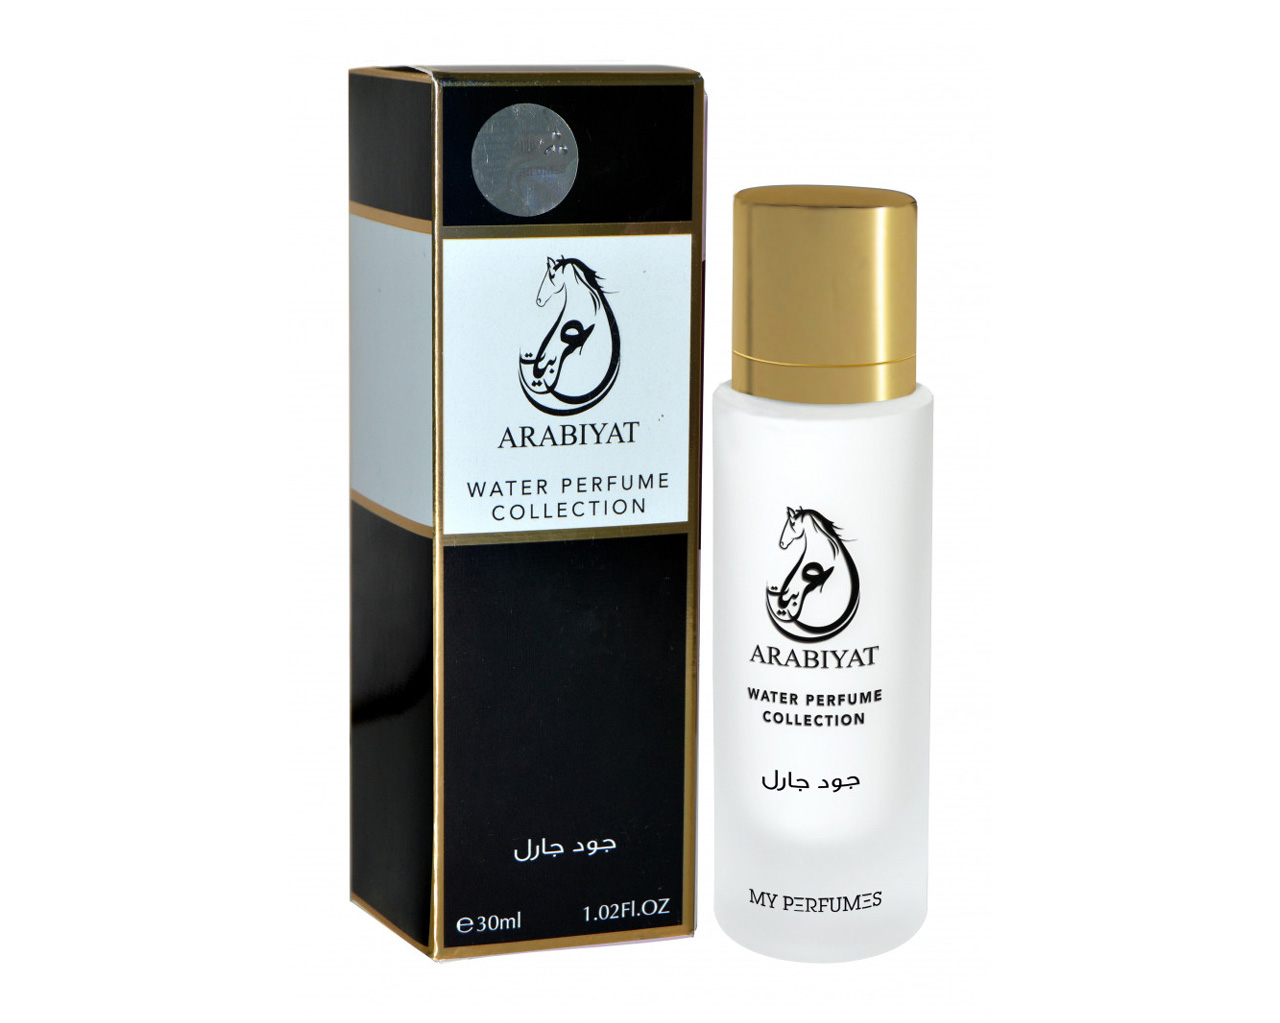 عربيات
ARABIYAT
WATER PERFUME
COLLECTION
جود جارل
℮30ml
1.02Fl.OZ
عربيات
ARABIYAT
WATER PERFUME
COLLECTION
جود جارل
MY PERFUMES